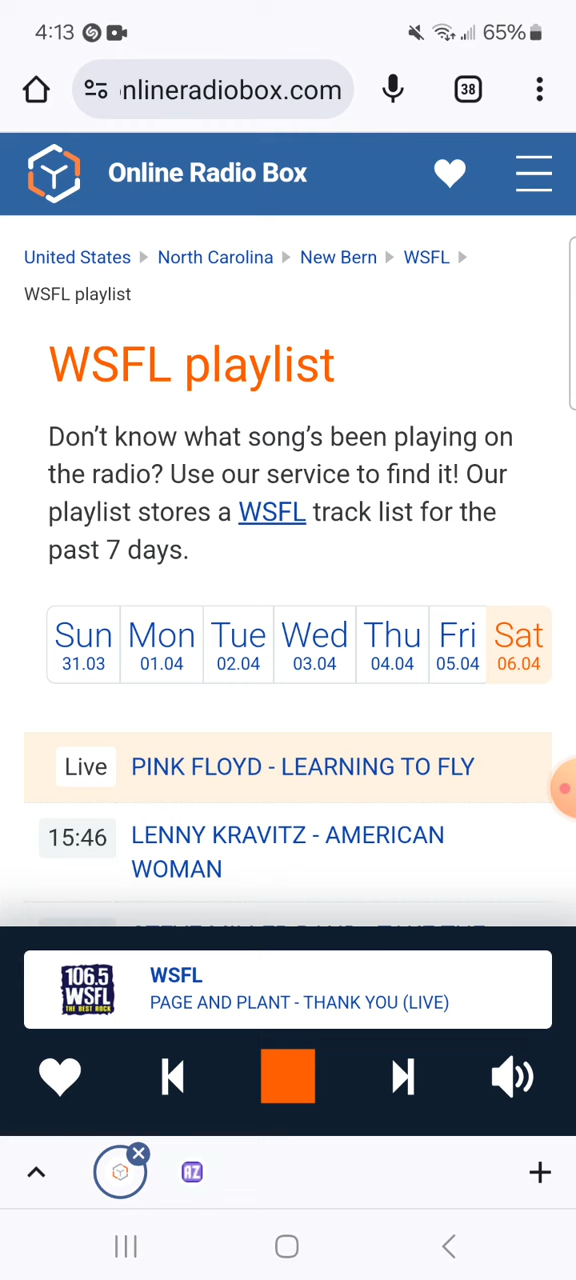 4:13
65%
nlineradiobox.com
38
Online Radio Box
United States North Carolina New Bern WSFL
WSFL playlist
WSFL playlist
Don’t know what song’s been playing on
the radio? Use our service to find it! Our
playlist stores a WSFL track list for the
past 7 days.
Sun Mon Tue Wed Thu Fri Sat
31.03 01.04 02.04 03.04 04.04 05.04 06.04
Live PINK FLOYD - LEARNING TO FLY
15:46 LENNY KRAVITZ - AMERICAN
WOMAN
106.5
WSFL
THE BEST ROCK
WSFL
PAGE AND PLANT - THANK YOU (LIVE)
AZ